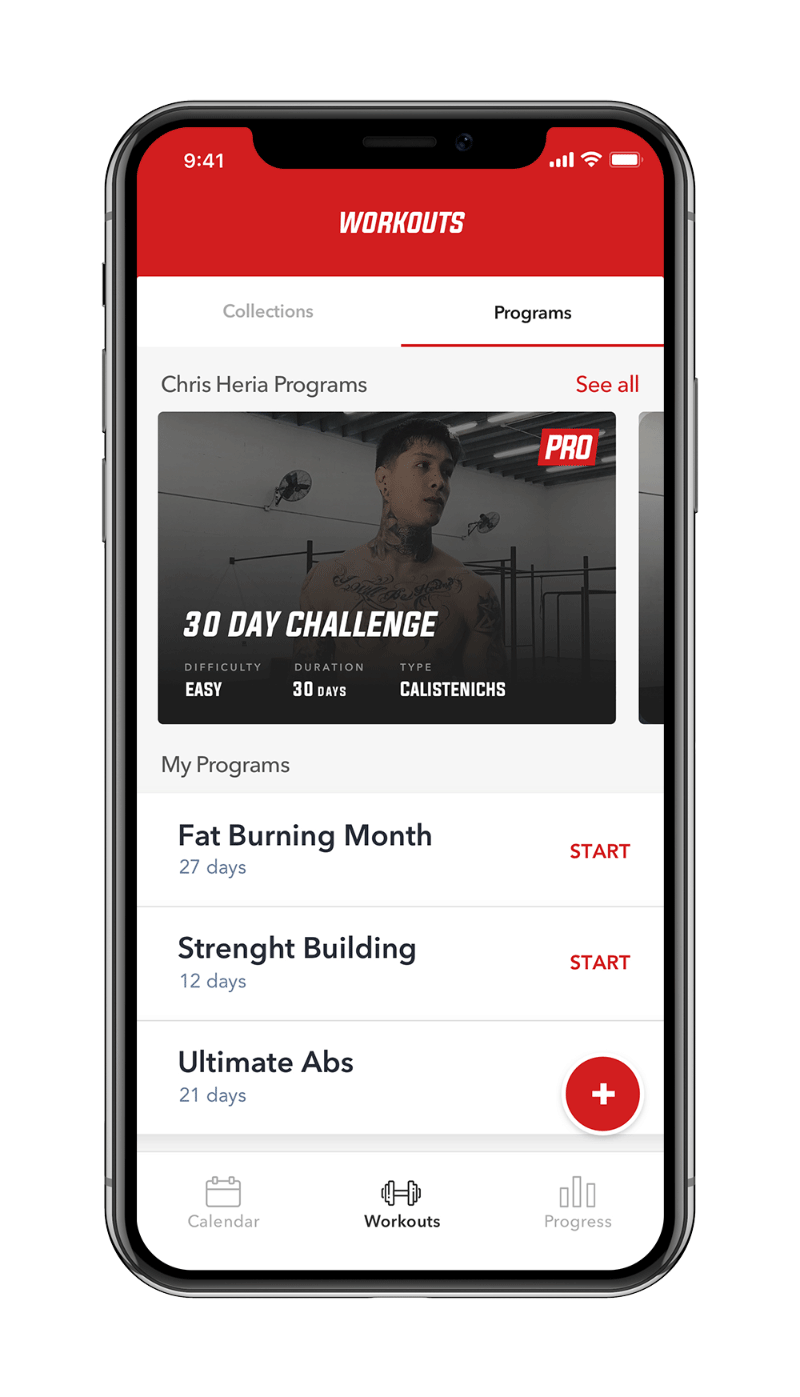 9:41
WORKOUTS
Collections Programs
Chris Heria Programs See all
PRO
30 DAY CHALLENGE
DIFFICULTY DURATION TYPE
EASY 30 DAYS CALISTENICHS
My Programs
Fat Burning Month
27 days
START
Strenght Building
12 days
START
Ultimate Abs
21 days
+
Calendar Workouts Progress